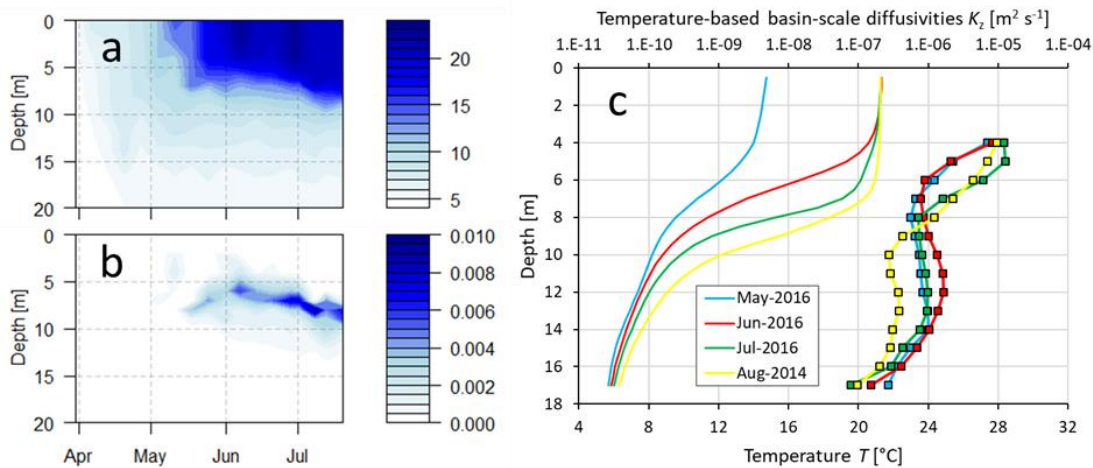 a
Depth [m]
0
5
10
15
20
20
15
10
5
b
Depth [m]
0
5
10
15
20
0.010
0.008
0.006
0.004
0.002
0.000
Apr May Jun Jul
Temperature-based basin-scale diffusivities Kz [m² s⁻¹]
1.E-11 1.E-10 1.E-09 1.E-08 1.E-07 1.E-06 1.E-05 1.E-04
c
Depth [m]
0
2
4
6
8
10
12
14
16
18
May-2016
Jun-2016
Jul-2016
Aug-2014
4 8 12 16 20 24 28 32
Temperature T [°C]